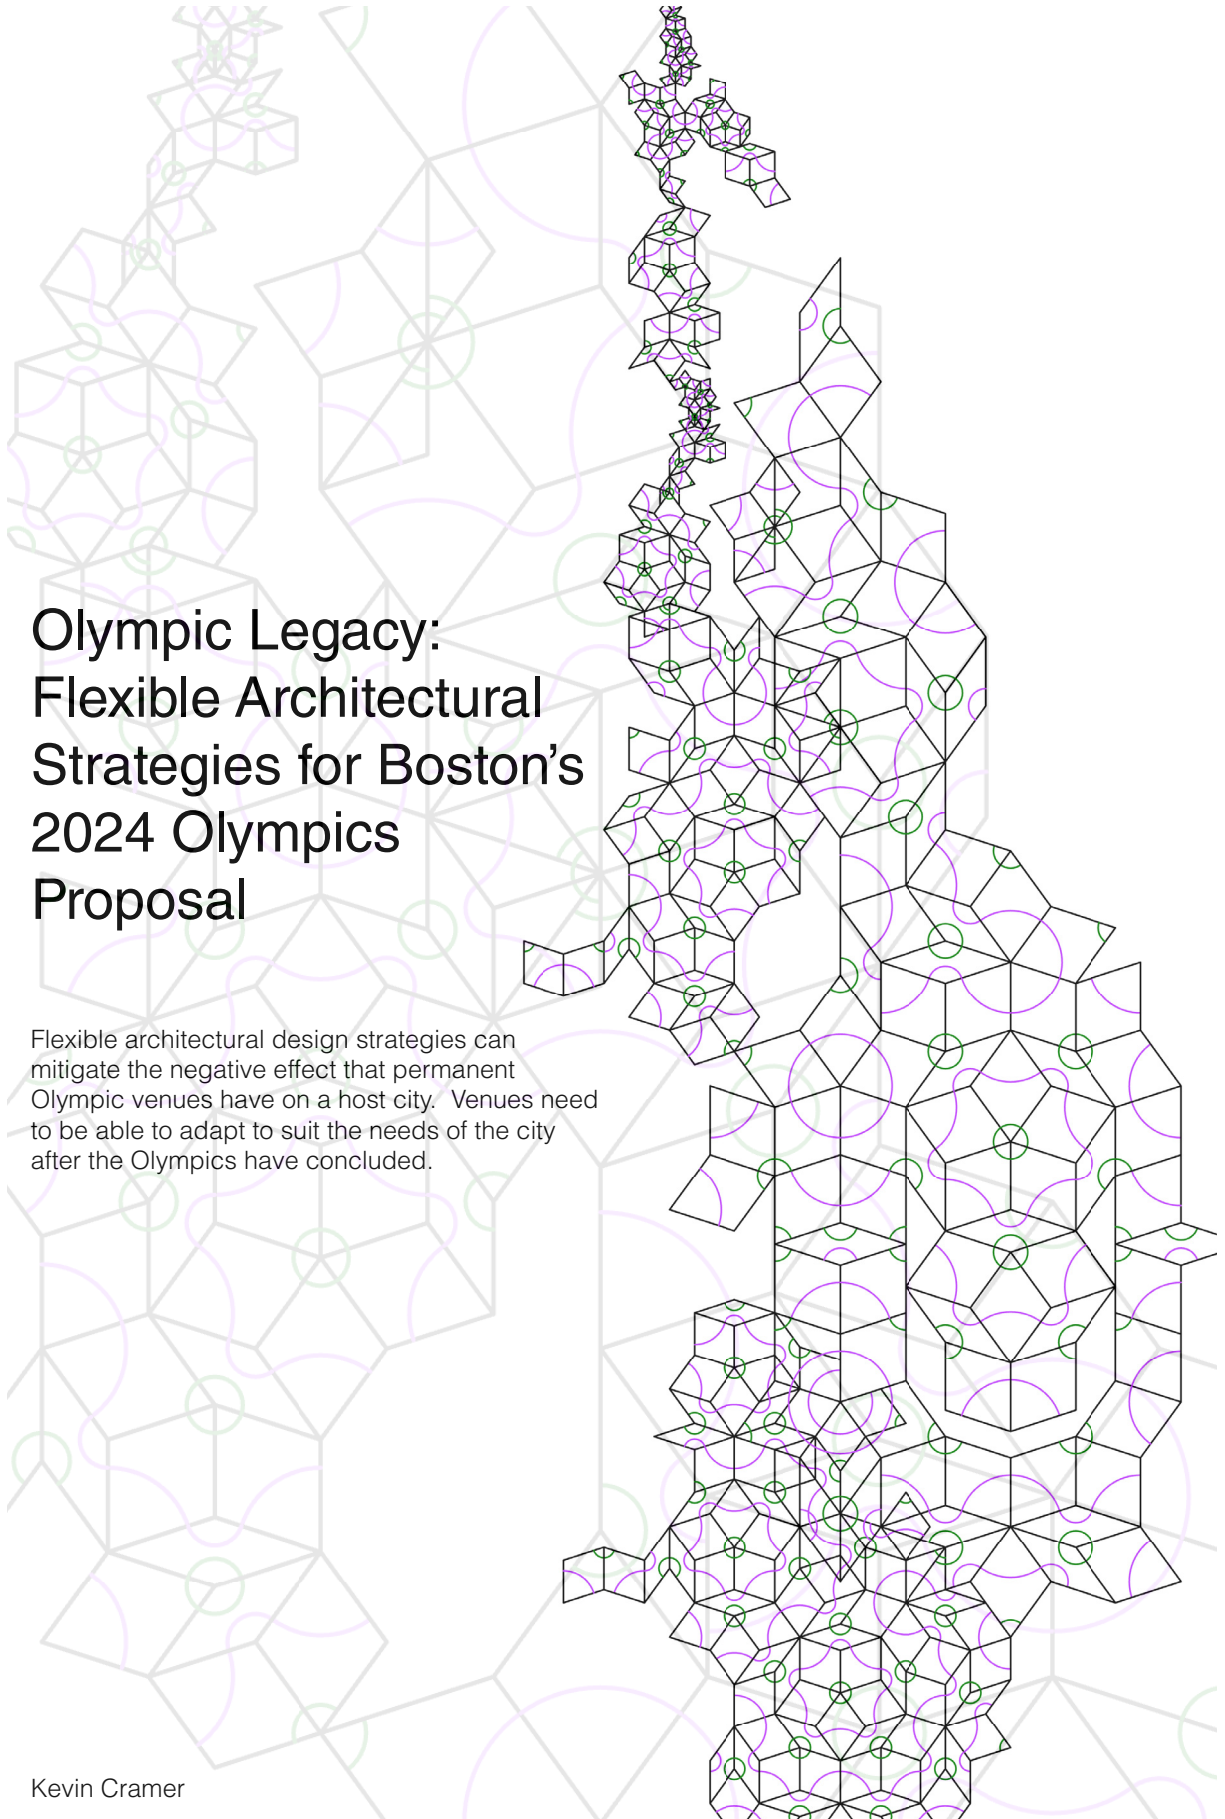 Olympic Legacy:
Flexible Architectural
Strategies for Boston’s
2024 Olympics
Proposal
Flexible architectural design strategies can
mitigate the negative effect that permanent
Olympic venues have on a host city.  Venues need
to be able to adapt to suit the needs of the city
after the Olympics have concluded.
Kevin Cramer